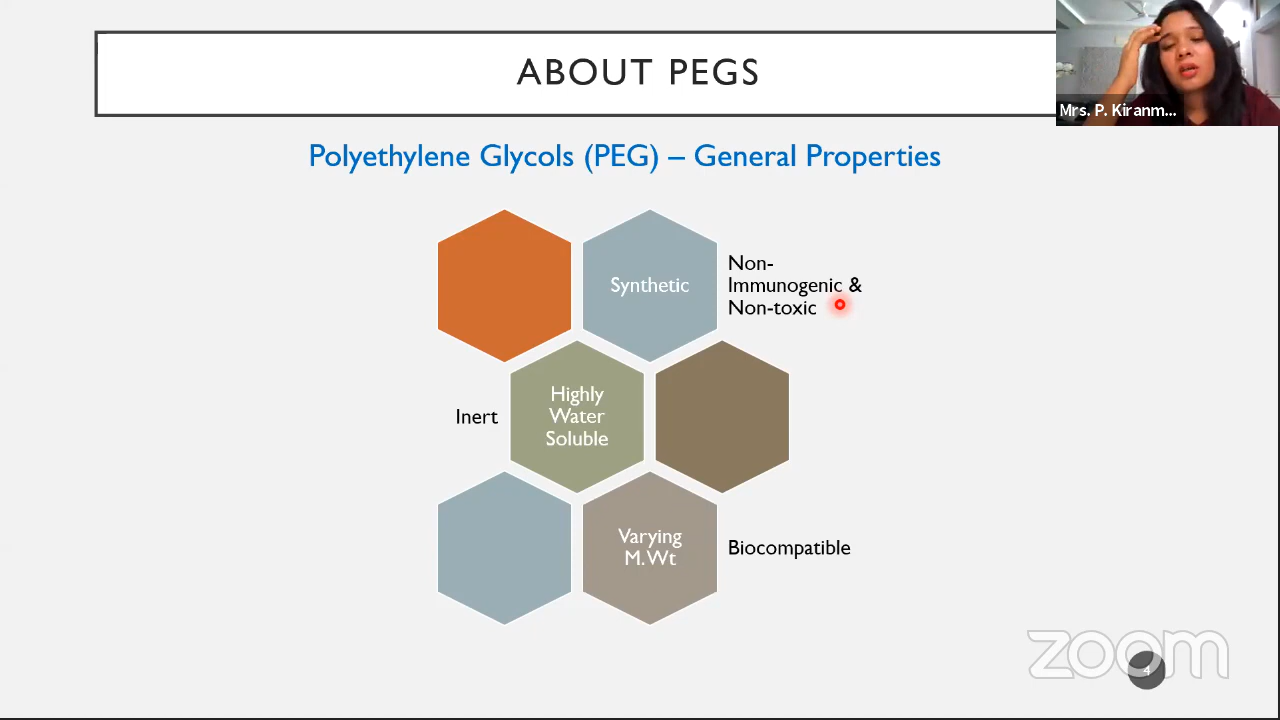 ABOUT PEGS
Mrs. P. Kiranm...
Polyethylene Glycols (PEG) – General Properties
Synthetic
Non-
Immunogenic &
Non-toxic
Inert
Highly
Water
Soluble
Varying
M.Wt
Biocompatible
zoom
4